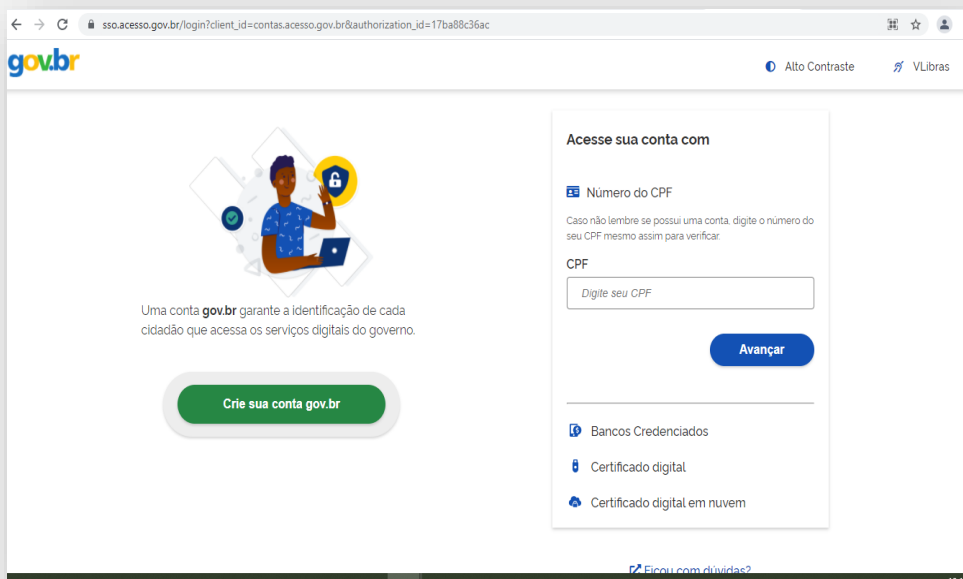 sso.acesso.gov.br/login?client_id=contas.acesso.gov.br&authorization_id=17ba88c36ac
gov.br
Alto Contraste
VLibras
Uma conta gov.br garante a identificação de cada
cidadão que acessa os serviços digitais do governo.
Crie sua conta gov.br
Acesse sua conta com
Número do CPF
Caso não lembre se possui uma conta, digite o número do
seu CPF mesmo assim para verificar.
CPF
Digite seu CPF
Avançar
Bancos Credenciados
Certificado digital
Certificado digital em nuvem
Ficou com dúvidas?